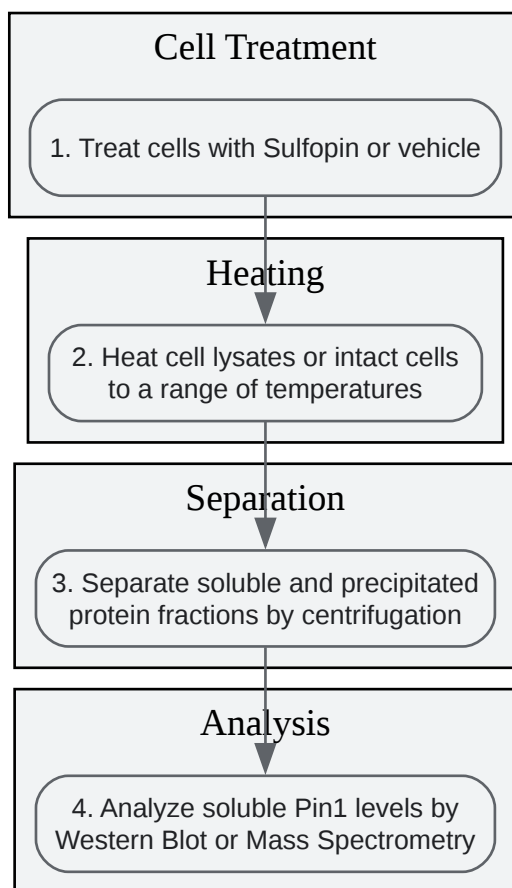 Cell Treatment
1. Treat cells with Sulfopin or vehicle
Heating
2. Heat cell lysates or intact cells
to a range of temperatures
Separation
3. Separate soluble and precipitated
protein fractions by centrifugation
Analysis
4. Analyze soluble Pin1 levels by
Western Blot or Mass Spectrometry